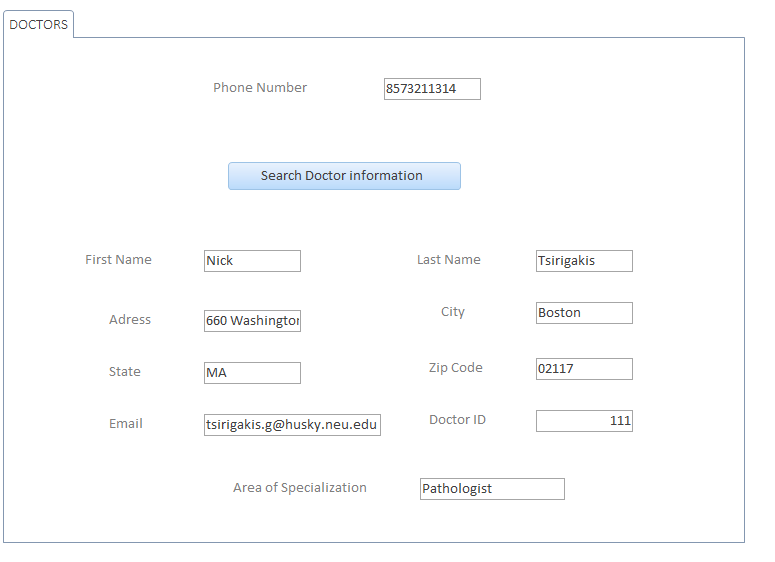 DOCTORS
Phone Number 8573211314
Search Doctor information
First Name Nick Last Name Tsirigakis
Adress 660 Washington City Boston
State MA Zip Code 02117
Email tsirigakis.g@husky.neu.edu Doctor ID 111
Area of Specialization Pathologist